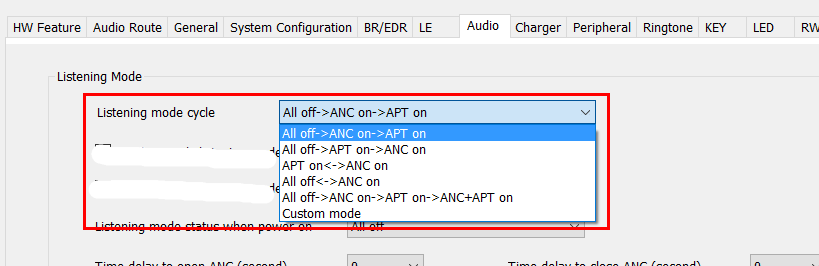 HW Feature Audio Route General System Configuration BR/EDR LE Audio Charger Peripheral Ringtone KEY LED RW
Listening Mode
Listening mode cycle All off->ANC on->APT on
All off->ANC on->APT on
All off->APT on->ANC on
APT on<->ANC on
All off<->ANC on
All off->ANC on->APT on->ANC+APT on
Custom mode
Listening mode status when power on All off
Time delay to open ANC (second) 0 Time delay to close ANC (second) 0